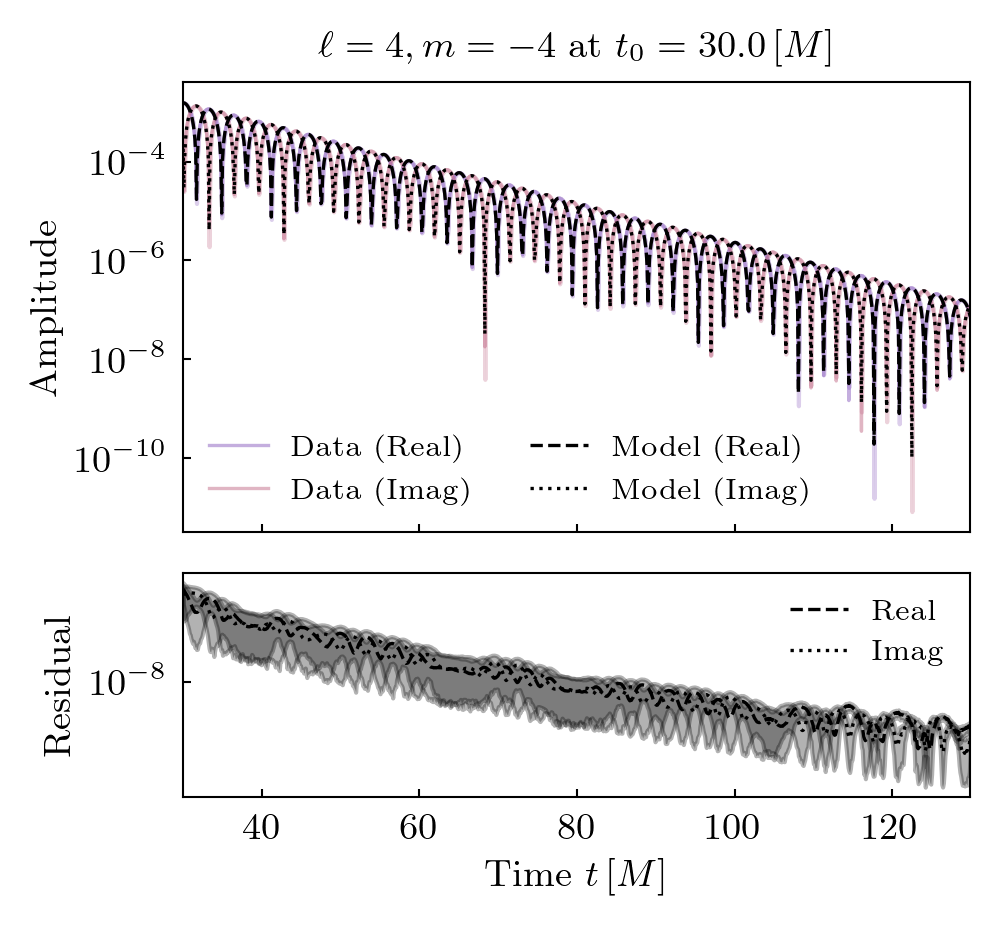 ℓ = 4, m = −4 at t₀ = 30.0 [M]
Amplitude
10⁻⁴
10⁻⁶
10⁻⁸
10⁻¹⁰
Data (Real)
Data (Imag)
Model (Real)
Model (Imag)
Residual
10⁻⁸
Real
Imag
40 60 80 100 120
Time t [M]